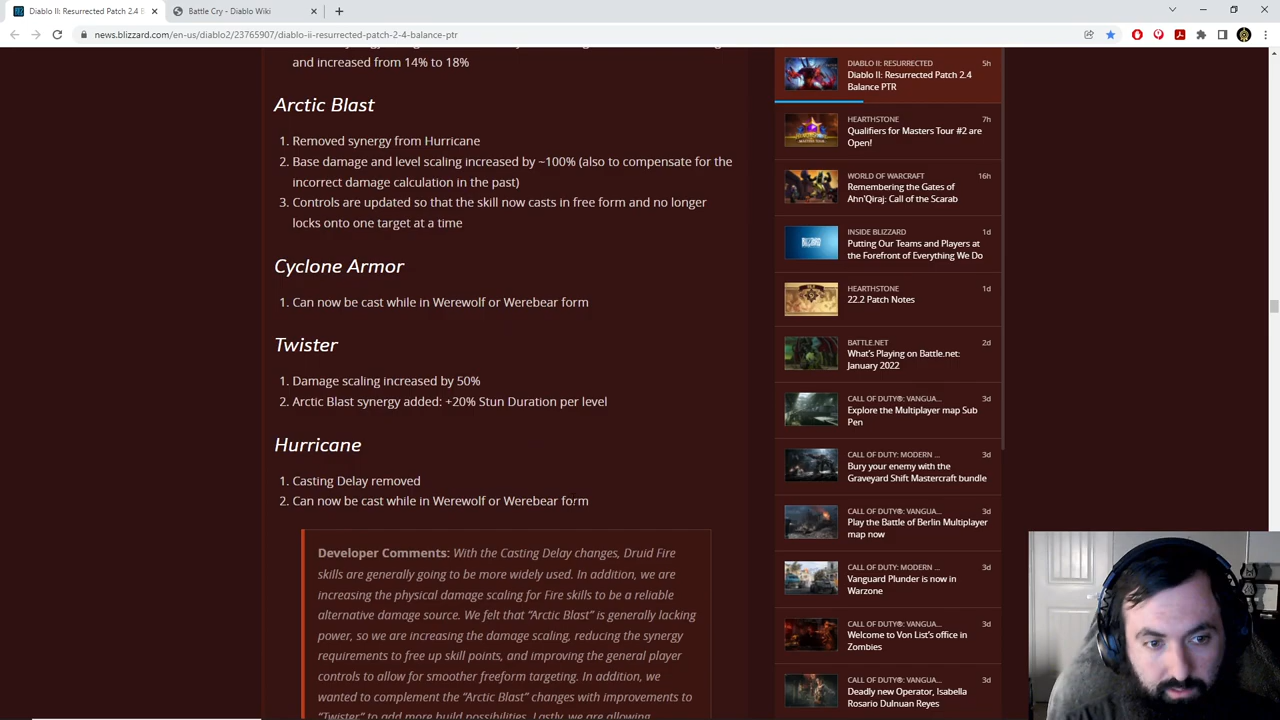 Diablo II: Resurrected Patch 2.4 B
Battle Cry - Diablo Wiki
news.blizzard.com/en-us/diablo2/23765907/diablo-ii-resurrected-patch-2-4-balance-ptr
and increased from 14% to 18%
Arctic Blast
1. Removed synergy from Hurricane
2. Base damage and level scaling increased by ~100% (also to compensate for the
incorrect damage calculation in the past)
3. Controls are updated so that the skill now casts in free form and no longer
locks onto one target at a time
Cyclone Armor
1. Can now be cast while in Werewolf or Werebear form
Twister
1. Damage scaling increased by 50%
2. Arctic Blast synergy added: +20% Stun Duration per level
Hurricane
1. Casting Delay removed
2. Can now be cast while in Werewolf or Werebear form
Developer Comments: With the Casting Delay changes, Druid Fire
skills are generally going to be more widely used. In addition, we are
increasing the physical damage scaling for Fire skills to be a reliable
alternative damage source. We felt that "Arctic Blast" is generally lacking
power, so we are increasing the damage scaling, reducing the synergy
requirements to free up skill points, and improving the general player
controls to allow for smoother freeform targeting. In addition, we
wanted to complement the "Arctic Blast" changes with improvements to
"Twister" to add more build possibilities. Lastly, we are allowing
DIABLO II: RESURRECTED 5h
Diablo II: Resurrected Patch 2.4
Balance PTR
HEARTHSTONE 7h
Qualifiers for Masters Tour #2 are
Open!
WORLD OF WARCRAFT 16h
Remembering the Gates of
Ahn'Qiraj: Call of the Scarab
INSIDE BLIZZARD 1d
Putting Our Teams and Players at
the Forefront of Everything We Do
HEARTHSTONE 1d
22.2 Patch Notes
BATTLE.NET 2d
What's Playing on Battle.net:
January 2022
CALL OF DUTY®: VANGUA... 3d
Explore the Multiplayer map Sub
Pen
CALL OF DUTY: MODERN ... 3d
Bury your enemy with the
Graveyard Shift Mastercraft bundle
CALL OF DUTY®: VANGUA... 3d
Play the Battle of Berlin Multiplayer
map now
CALL OF DUTY: MODERN ... 3d
Vanguard Plunder is now in
Warzone
CALL OF DUTY®: VANGUA... 3d
Welcome to Von List's office in
Zombies
CALL OF DUTY®: VANGUA... 3d
Deadly new Operator, Isabella
Rosario Dulnuan Reyes